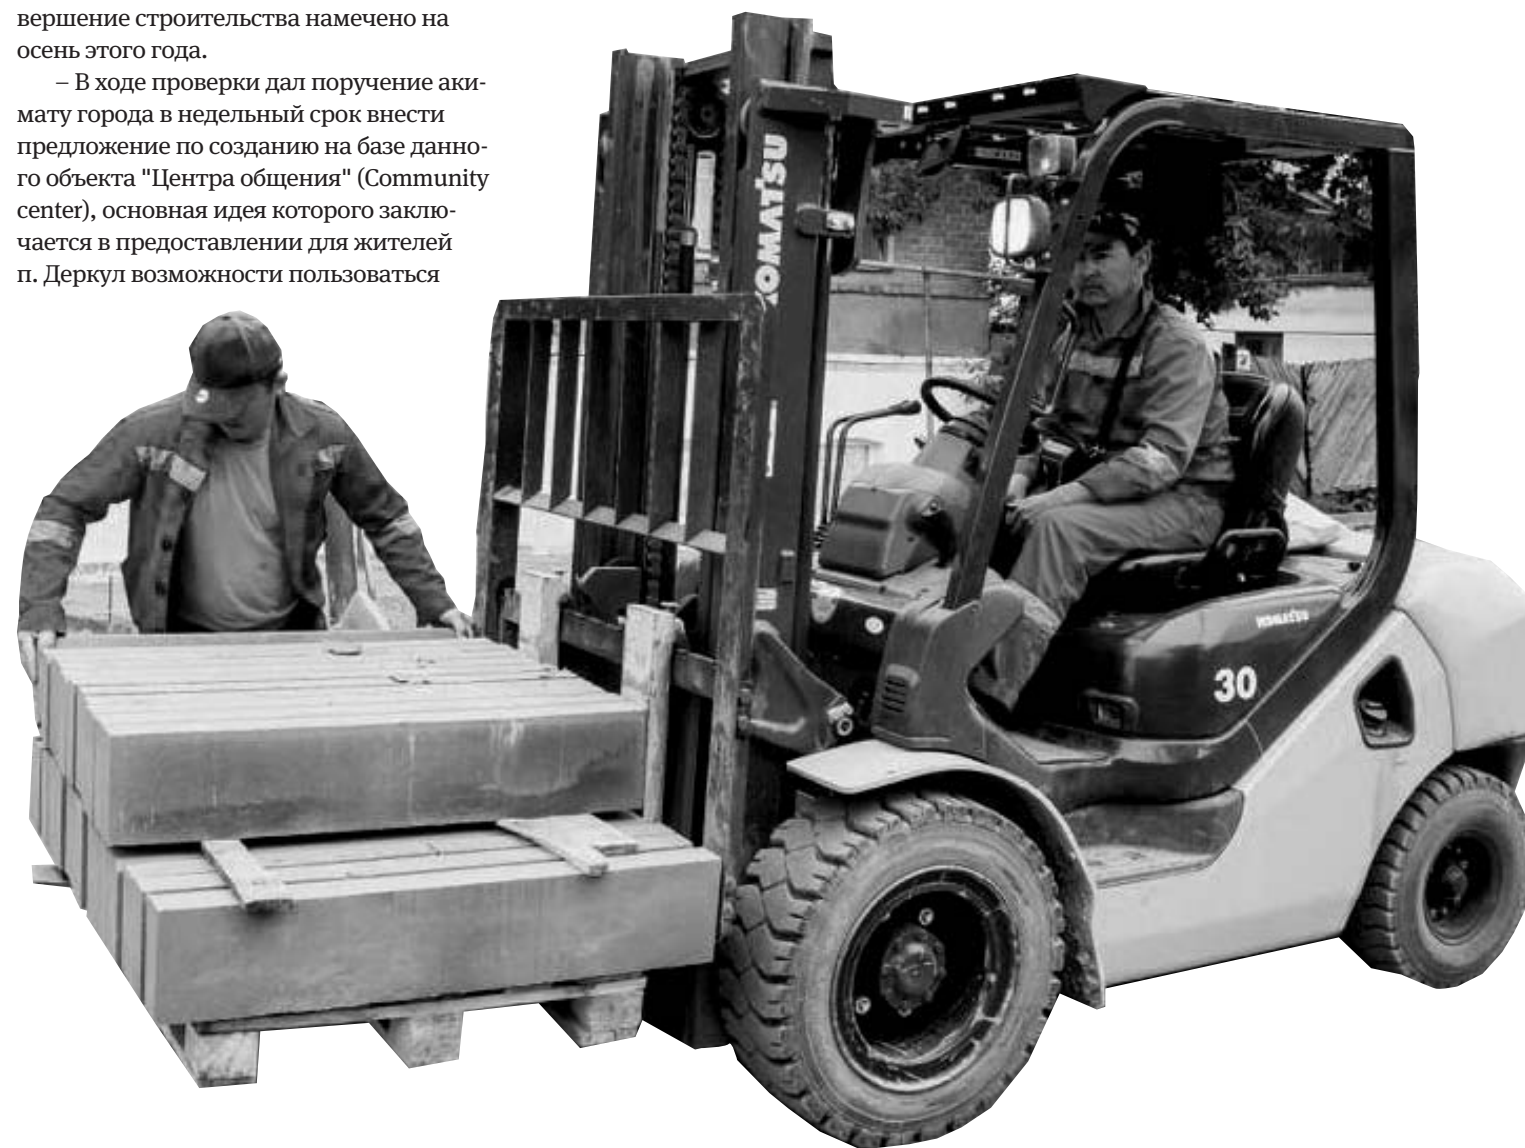 вершение строительства намечено на
осень этого года.
– В ходе проверки дал поручение аки-
мату города в недельный срок внести
предложение по созданию на базе данно-
го объекта "Центра общения" (Community
center), основная идея которого заклю-
чается в предоставлении для жителей
п. Деркул возможности пользоваться
KOMATSU
KOMATSU
30